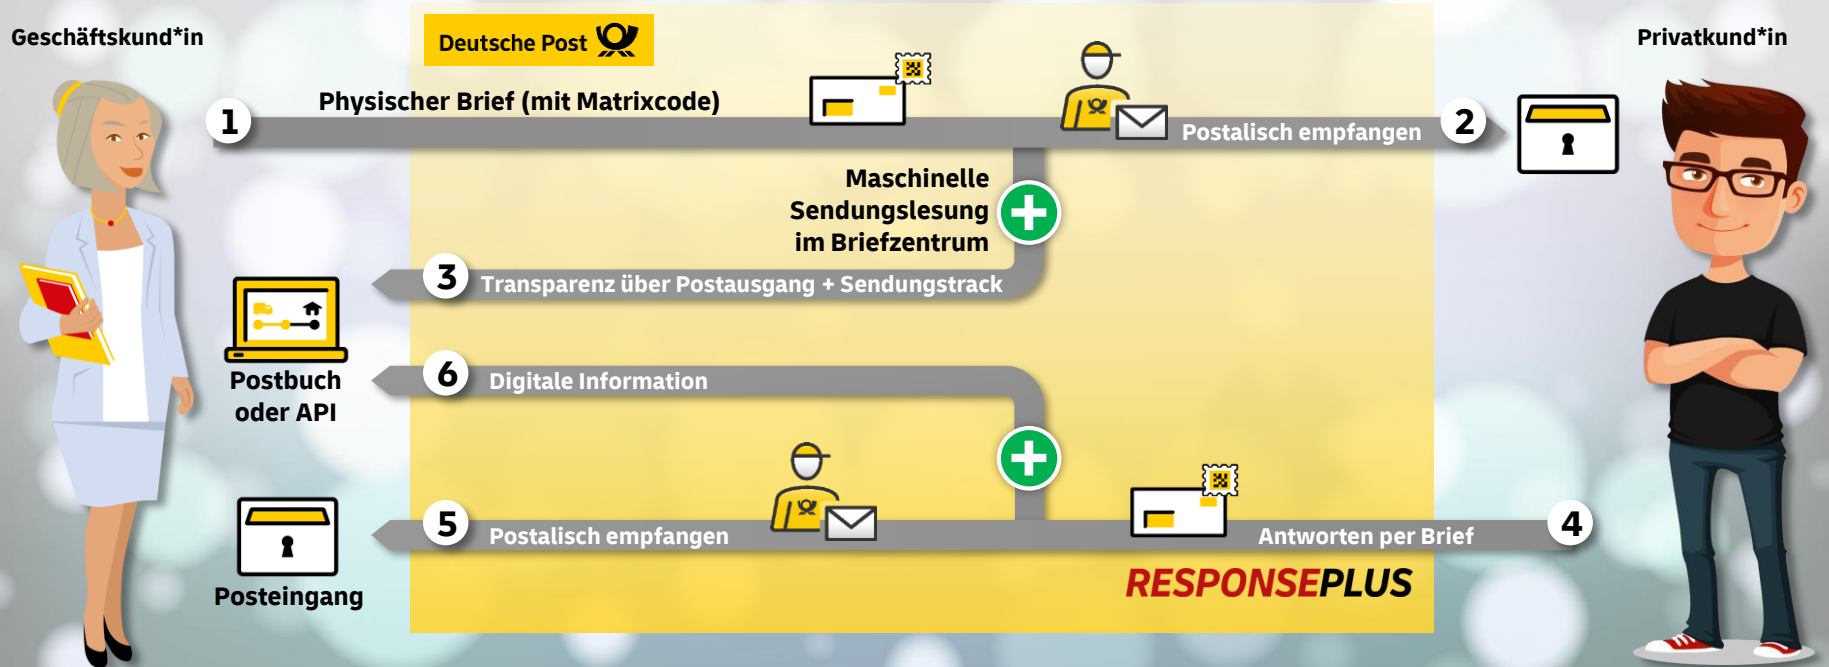 Geschäftskund*in
Deutsche Post
Privatkund*in
1
Physischer Brief (mit Matrixcode)
Postalisch empfangen
2
Maschinelle
Sendungslesung
im Briefzentrum
3
Transparenz über Postausgang + Sendungstrack
Postbuch
oder API
6
Digitale Information
5
Postalisch empfangen
Antworten per Brief
4
Posteingang
RESPONSEPLUS